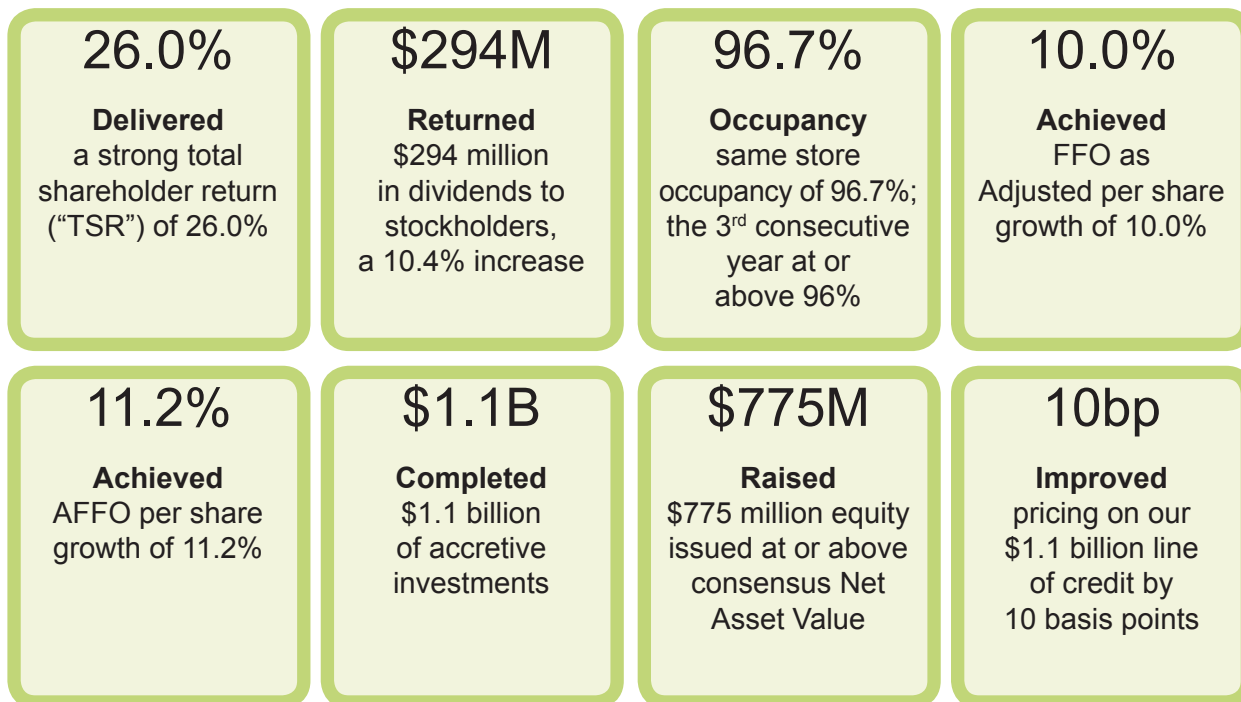 26.0%
Delivered
a strong total
shareholder return
(“TSR”) of 26.0%
$294M
Returned
$294 million
in dividends to
stockholders,
a 10.4% increase
96.7%
Occupancy
same store
occupancy of 96.7%;
the 3rd consecutive
year at or
above 96%
10.0%
Achieved
FFO as
Adjusted per share
growth of 10.0%
11.2%
Achieved
AFFO per share
growth of 11.2%
$1.1B
Completed
$1.1 billion
of accretive
investments
$775M
Raised
$775 million equity
issued at or above
consensus Net
Asset Value
10bp
Improved
pricing on our
$1.1 billion line
of credit by
10 basis points